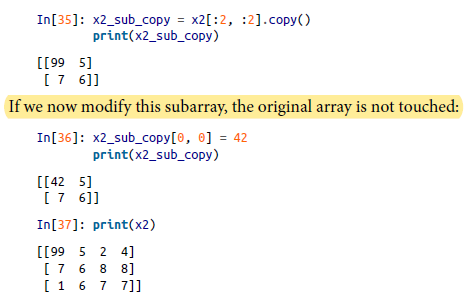 In[35]: x2_sub_copy = x2[:2, :2].copy()
        print(x2_sub_copy)
[[99  5]
 [ 7  6]]
If we now modify this subarray, the original array is not touched:
In[36]: x2_sub_copy[0, 0] = 42
        print(x2_sub_copy)
[[42  5]
 [ 7  6]]
In[37]: print(x2)
[[99  5  2  4]
 [ 7  6  8  8]
 [ 1  6  7  7]]